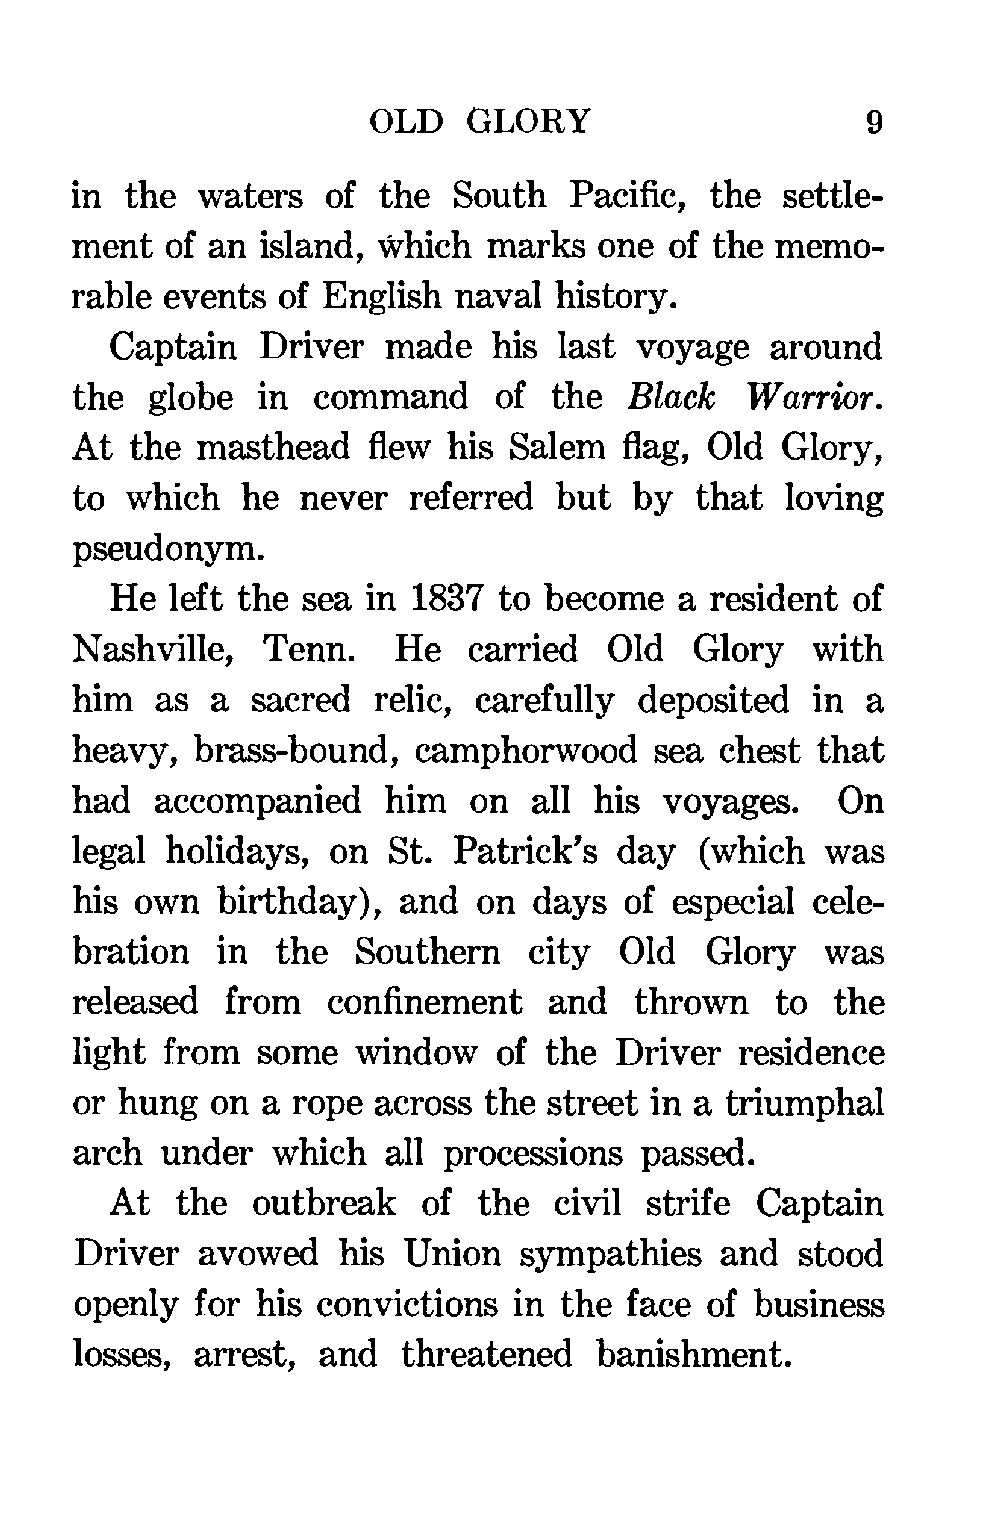 OLD GLORY 9
in the waters of the South Pacific, the settle-
ment of an island, which marks one of the memo-
rable events of English naval history.
Captain Driver made his last voyage around
the globe in command of the Black Warrior.
At the masthead flew his Salem flag, Old Glory,
to which he never referred but by that loving
pseudonym.
He left the sea in 1837 to become a resident of
Nashville, Tenn. He carried Old Glory with
him as a sacred relic, carefully deposited in a
heavy, brass-bound, camphorwood sea chest that
had accompanied him on all his voyages. On
legal holidays, on St. Patrick's day (which was
his own birthday), and on days of especial cele-
bration in the Southern city Old Glory was
released from confinement and thrown to the
light from some window of the Driver residence
or hung on a rope across the street in a triumphal
arch under which all processions passed.
At the outbreak of the civil strife Captain
Driver avowed his Union sympathies and stood
openly for his convictions in the face of business
losses, arrest, and threatened banishment.